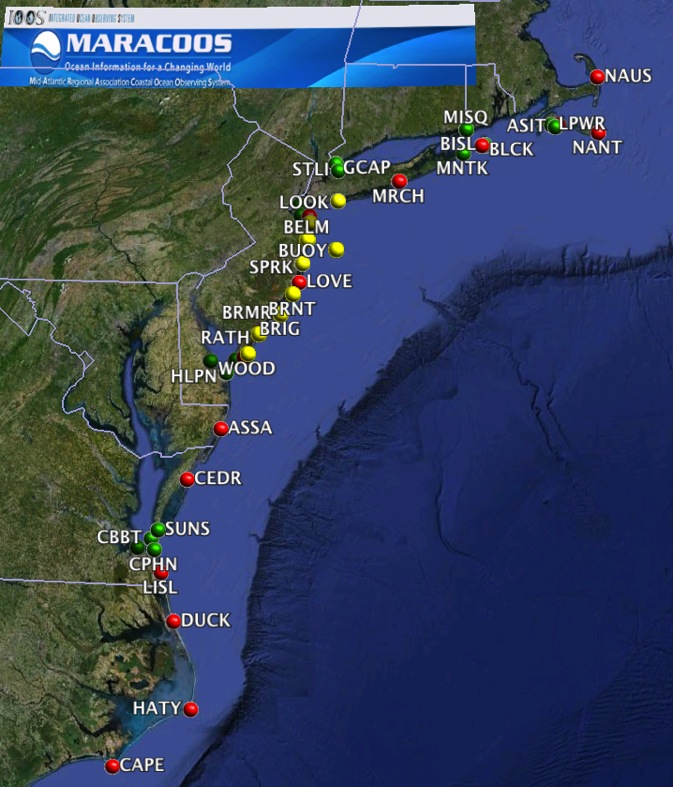 IOOS INTEGRATED OCEAN OBSERVING SYSTEM
MARACOOS
Ocean Information for a Changing World
Mid-Atlantic Regional Association Coastal Ocean Observing System
NAUS
MISQ
ASIT LPWR
BISL BLCK
NANT
MNTK
STLI GCAP
MRCH
LOOK
BELM
BUOY
SPRK
LOVE
BRNT
BRMR
BRIG
RATH
WOOD
HLPN
ASSA
CEDR
SUNS
CBBT
CPHN
LISL
DUCK
HATY
CAPE